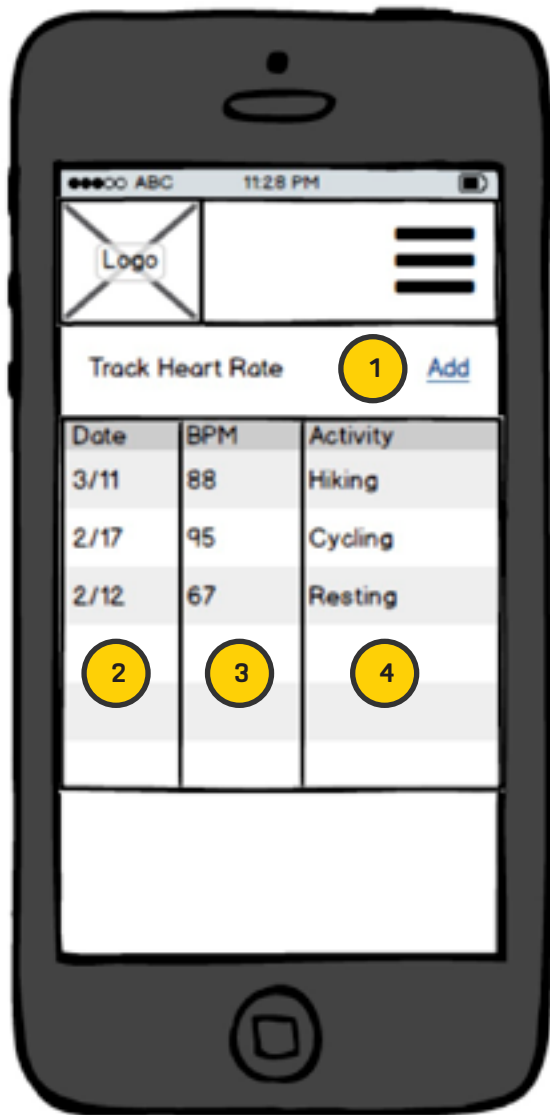 ABC 11:28 PM
Logo
Track Heart Rate 1 Add
Date BPM Activity
3/11 88 Hiking
2/17 95 Cycling
2/12 67 Resting
2 3 4